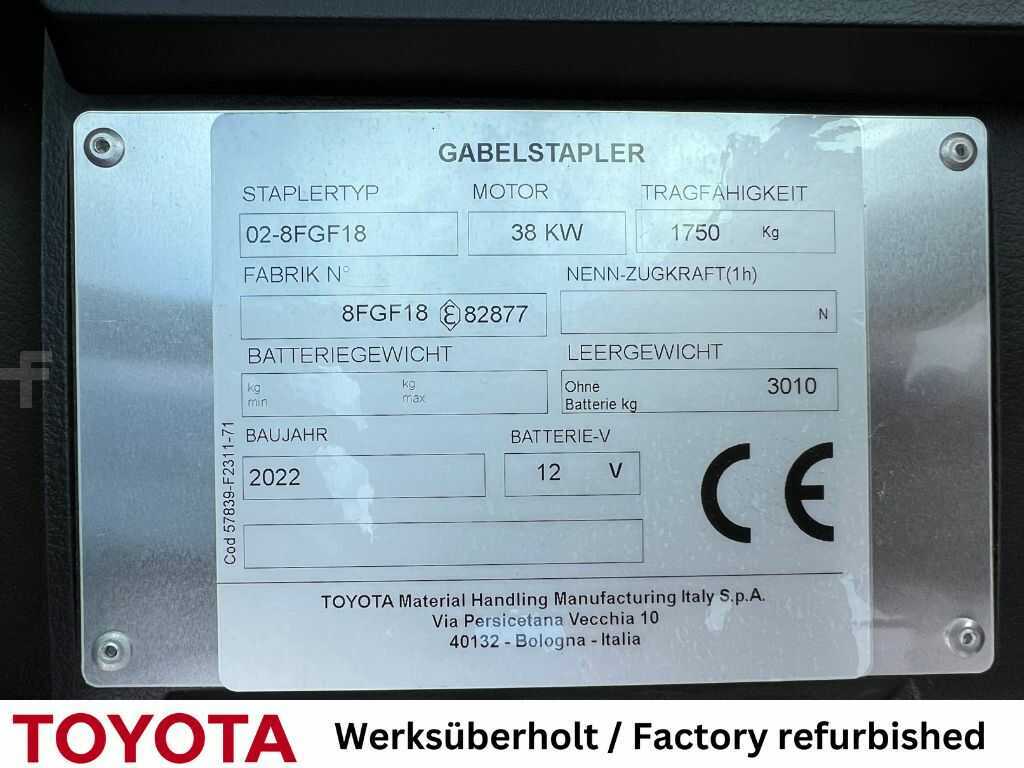 GABELSTAPLER
STAPLERTYP MOTOR TRAGFÄHIGKEIT
02-8FGF18 38 KW 1750 Kg
FABRIK N° NENN-ZUGKRAFT(1h)
8FGF18 E 82877 N
BATTERIEGEWICHT LEERGEWICHT
kg min kg max Ohne Batterie kg 3010
BAUJAHR BATTERIE-V
2022 12 V
CE
Cod 57839-F2311-71
TOYOTA Material Handling Manufacturing Italy S.p.A.
Via Persicetana Vecchia 10
40132 - Bologna - Italia
TOYOTA Werksüberholt / Factory refurbished